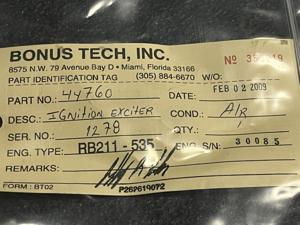 BONUS TECH, INC.
8575 N.W. 79 Avenue Bay D • Miami, Florida 33166
PART IDENTIFICATION TAG (305) 884-6670 W/O:
Nº
PART NO.: 44760 DATE: FEB 02 2009
DESC.: IGNITION EXCITER COND.: A/R
SER. NO.: 1278 QTY.: 1
ENG. TYPE: RB211-535 ENG. S/N: 30085
REMARKS:
FORM: BT02 P262619072